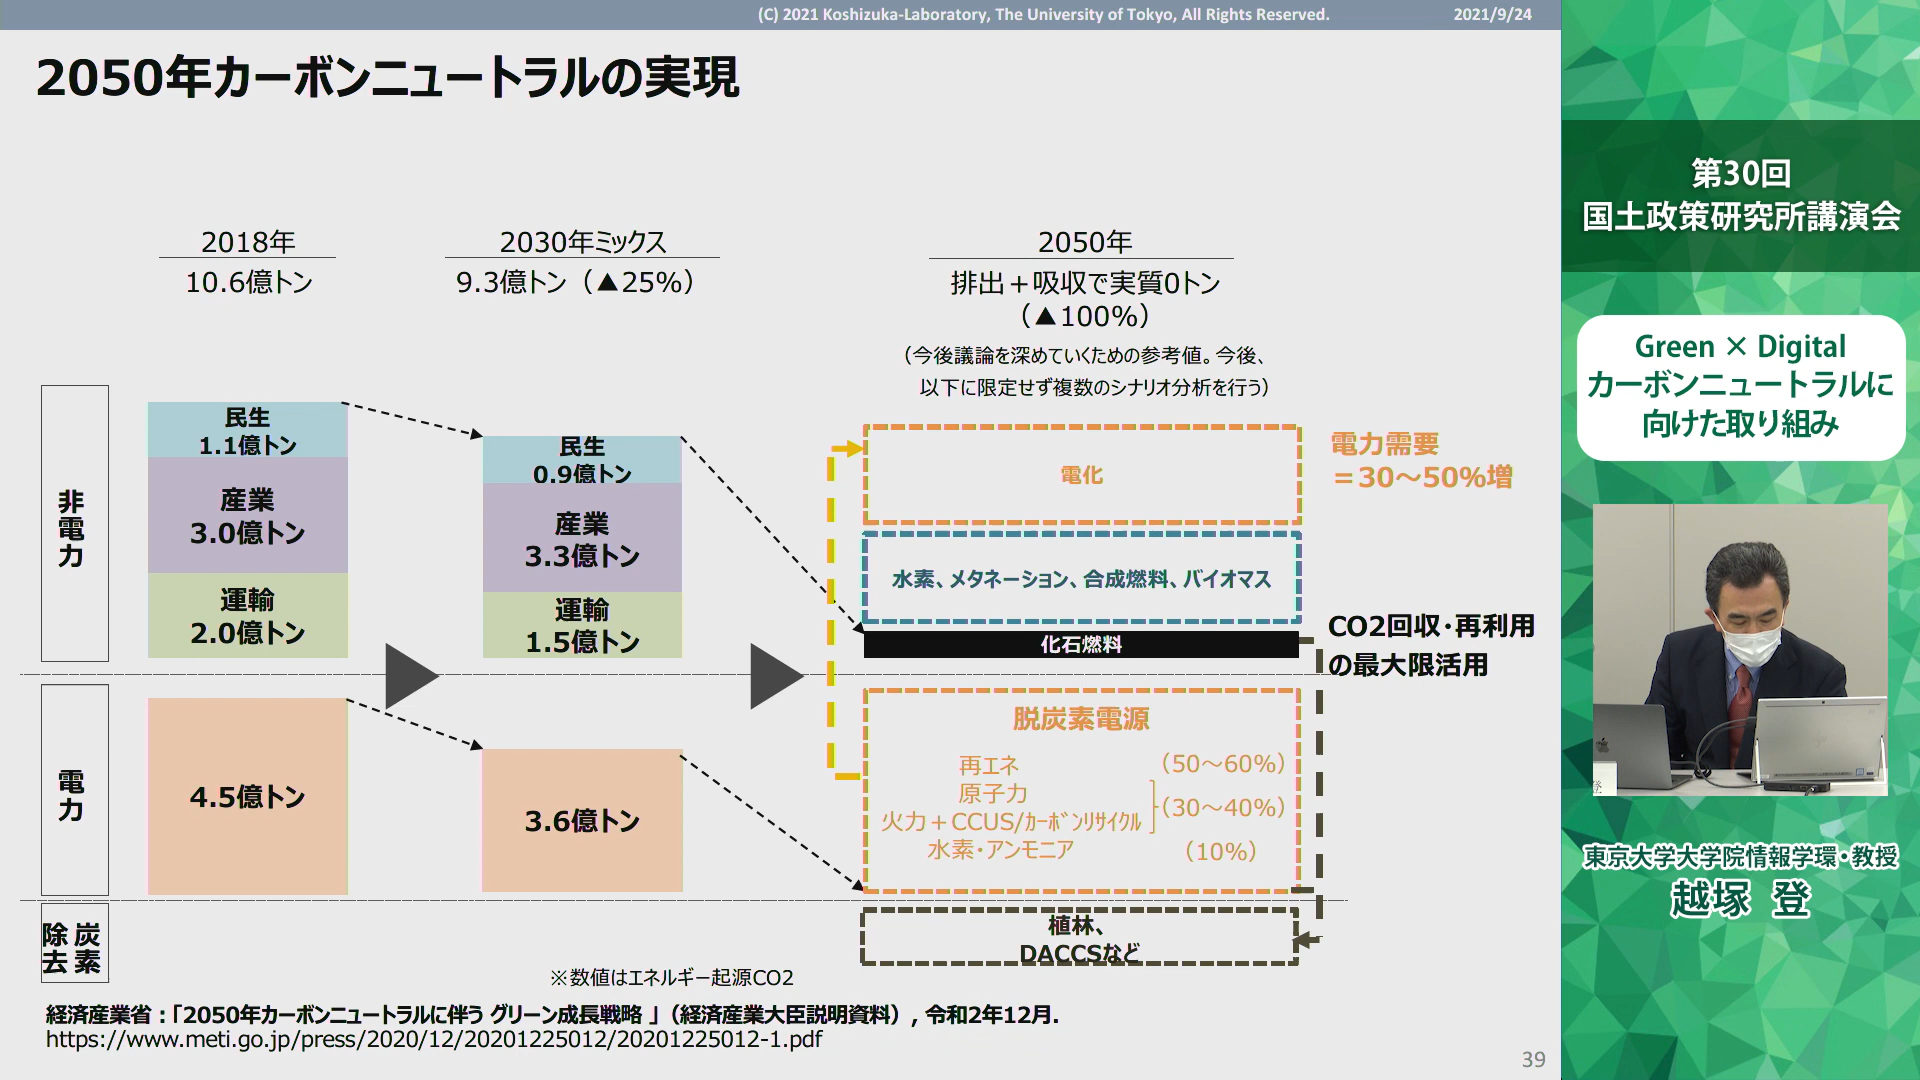 (C) 2021 Koshizuka-Laboratory, The University of Tokyo, All Rights Reserved.
2021/9/24
2050年カーボンニュートラルの実現
2018年
10.6億トン
2030年ミックス
9.3億トン（▲25%）
2050年
排出＋吸収で実質0トン
（▲100%）
（今後議論を深めていくための参考値。今後、
以下に限定せず複数のシナリオ分析を行う）
非電力
民生
1.1億トン
産業
3.0億トン
運輸
2.0億トン
民生
0.9億トン
産業
3.3億トン
運輸
1.5億トン
電化
電力需要
＝30～50%増
水素、メタネーション、合成燃料、バイオマス
化石燃料
CO2回収・再利用
の最大限活用
電力
4.5億トン
3.6億トン
脱炭素電源
再エネ （50～60%）
原子力
火力＋CCUS/ｶｰﾎﾞﾝﾘｻｲｸﾙ （30～40%）
水素・アンモニア （10%）
炭素除去
植林、
DACCSなど
※数値はエネルギー起源CO2
経済産業省：「2050年カーボンニュートラルに伴う グリーン成長戦略 」（経済産業大臣説明資料）, 令和2年12月.
https://www.meti.go.jp/press/2020/12/20201225012/20201225012-1.pdf
39
第30回
国土政策研究所講演会
Green × Digital
カーボンニュートラルに
向けた取り組み
東京大学大学院情報学環・教授
越塚 登